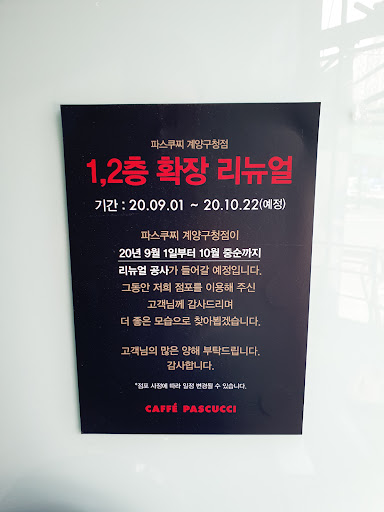 파스쿠찌 계양구청점
1,2층 확장 리뉴얼
기간 : 20.09.01 ~ 20.10.22(예정)
파스쿠찌 계양구청점이
20년 9월 1일부터 10월 중순까지
리뉴얼 공사가 들어갈 예정입니다.
그동안 저희 점포를 이용해 주신
고객님께 감사드리며
더 좋은 모습으로 찾아뵙겠습니다.
고객님의 많은 양해 부탁드립니다.
감사합니다.
*점포 사정에 따라 일정 변경될 수 있습니다.
CAFFÉ PASCUCCI